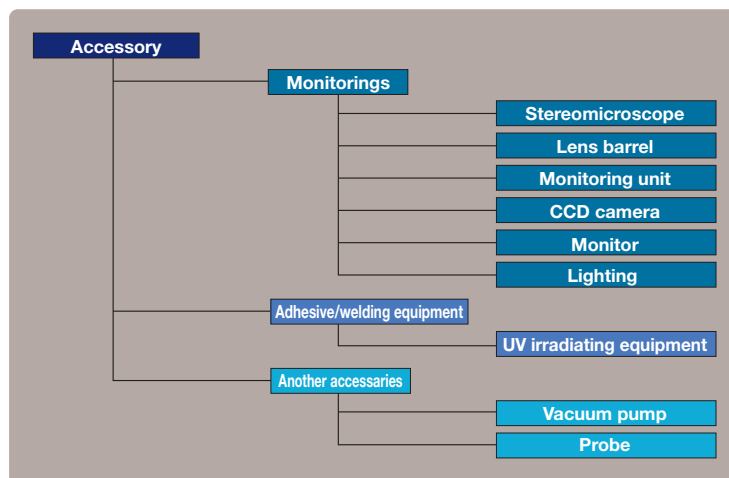 Accessory
Monitorings
Stereomicroscope
Lens barrel
Monitoring unit
CCD camera
Monitor
Lighting
Adhesive/welding equipment
UV irradiating equipment
Another accessaries
Vacuum pump
Probe